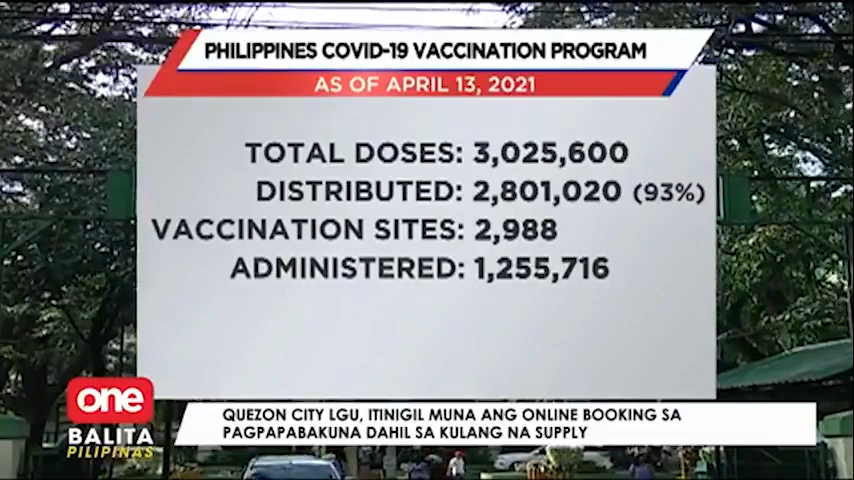 PHILIPPINES COVID-19 VACCINATION PROGRAM
AS OF APRIL 13, 2021
TOTAL DOSES: 3,025,600
DISTRIBUTED: 2,801,020 (93%)
VACCINATION SITES: 2,988
ADMINISTERED: 1,255,716
one
BALITA
PILIPINAS
QUEZON CITY LGU, ITINIGIL MUNA ANG ONLINE BOOKING SA
PAGPAPABAKUNA DAHIL SA KULANG NA SUPPLY